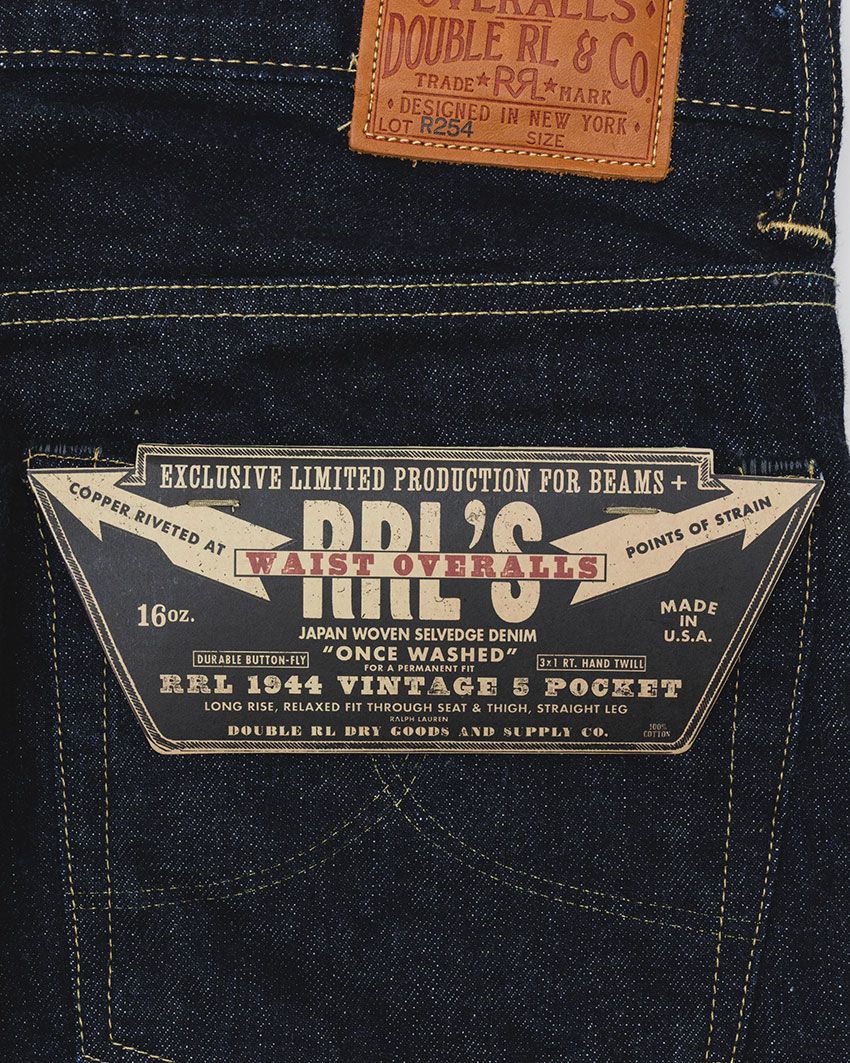 OVERALLS
DOUBLE RL & Co.
TRADE★RRL★MARK
DESIGNED IN NEW YORK
LOT R254
SIZE
EXCLUSIVE LIMITED PRODUCTION FOR BEAMS +
COPPER RIVETED AT
POINTS OF STRAIN
RRL'S
WAIST OVERALLS
16 oz.
MADE
IN
U.S.A.
JAPAN WOVEN SELVEDGE DENIM
"ONCE WASHED"
FOR A PERMANENT FIT
DURABLE BUTTON-FLY
3x1 RT. HAND TWILL
RRL 1944 VINTAGE 5 POCKET
LONG RISE, RELAXED FIT THROUGH SEAT & THIGH, STRAIGHT LEG
RALPH LAUREN
DOUBLE RL DRY GOODS AND SUPPLY CO.
100%
COTTON